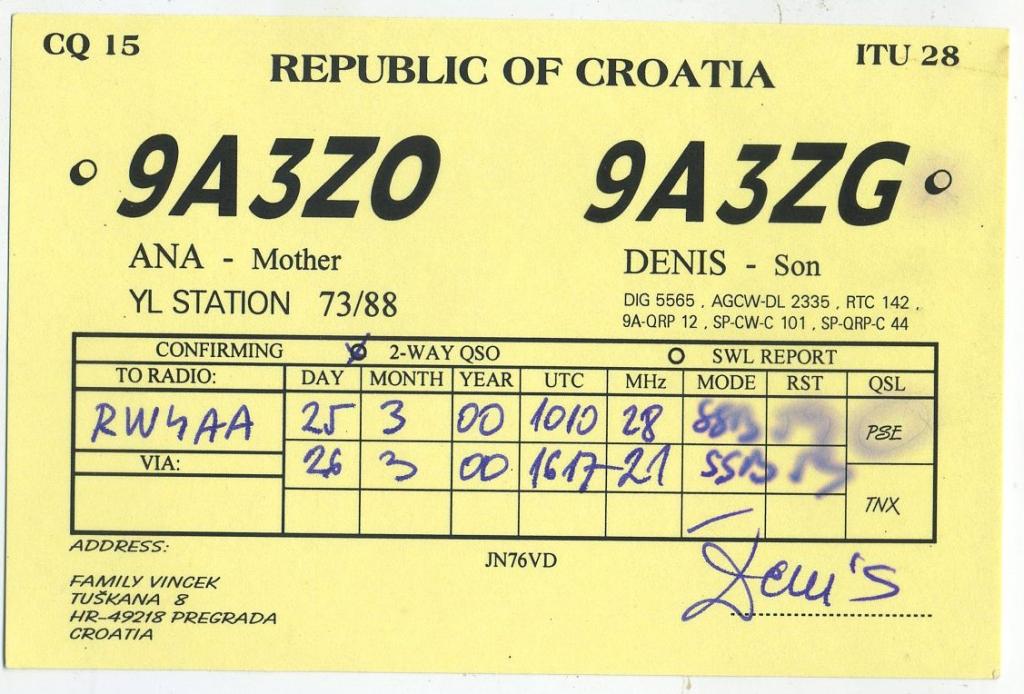 CQ 15
ITU 28
REPUBLIC OF CROATIA
9A3ZO 9A3ZG
ANA - Mother
YL STATION 73/88
DENIS - Son
DIG 5565 , AGCW-DL 2335 , RTC 142 ,
9A-QRP 12 , SP-CW-C 101 , SP-QRP-C 44
CONFIRMING 2-WAY QSO SWL REPORT
TO RADIO: DAY MONTH YEAR UTC MHz MODE RST QSL
RW4AA 25 3 00 1010 28 SSB PSE
VIA: 26 3 00 1617 21 SSB
TNX
ADDRESS:
JN76VD
Denis
FAMILY VINCEK
TUŠKANA 8
HR-49218 PREGRADA
CROATIA